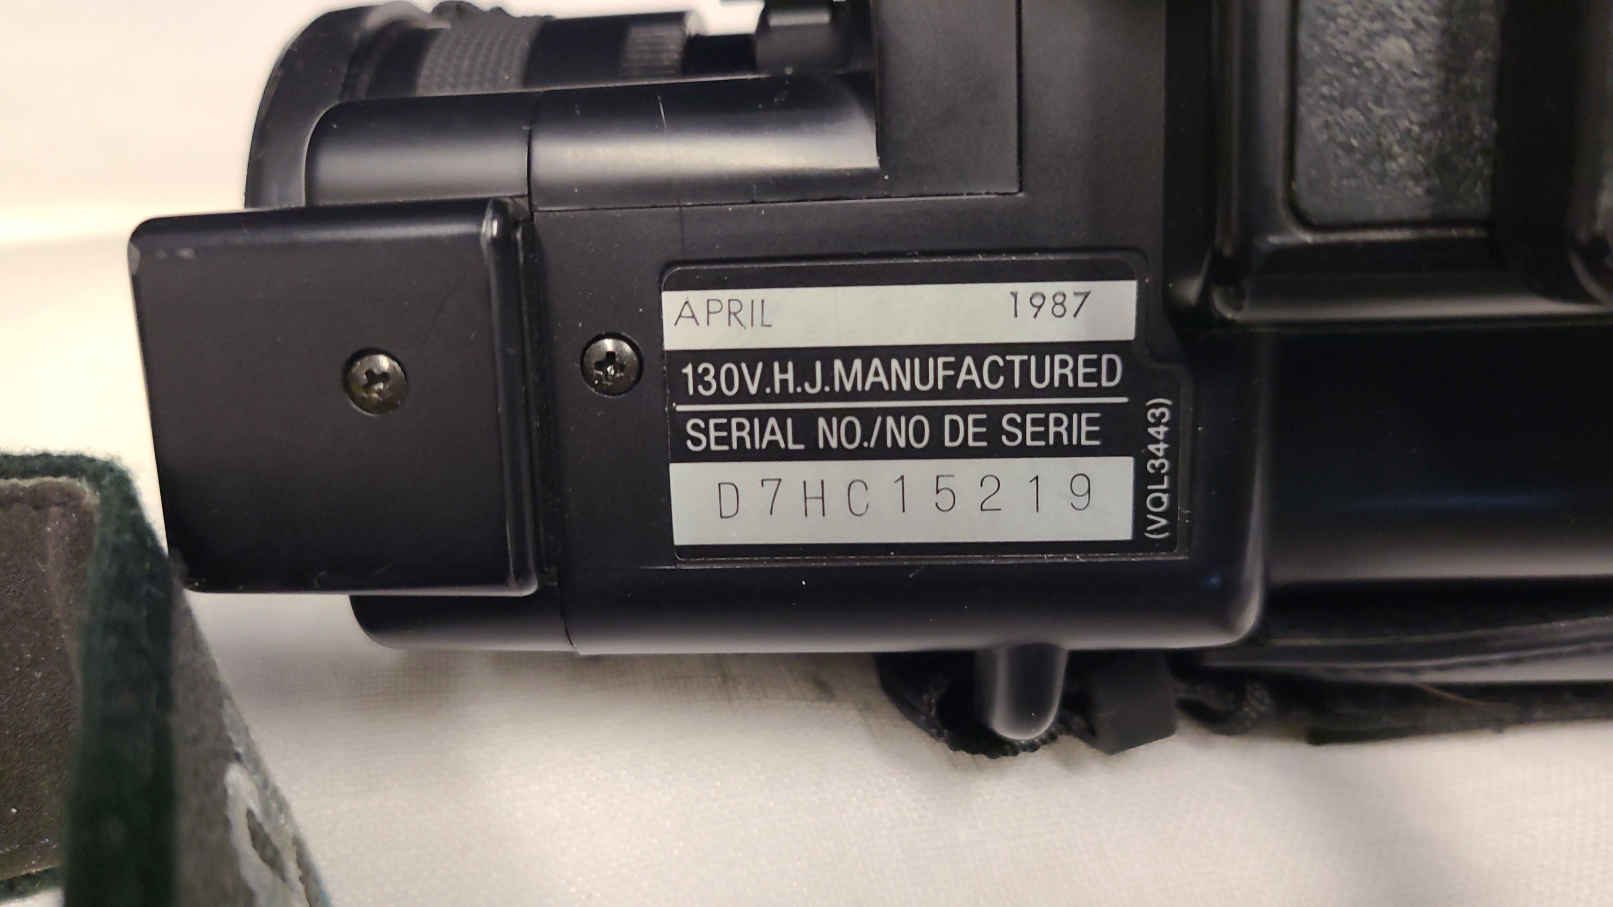 APRIL 1987
130V.H.J.MANUFACTURED
SERIAL NO./NO DE SERIE
D7HC15219
(VQL3443)